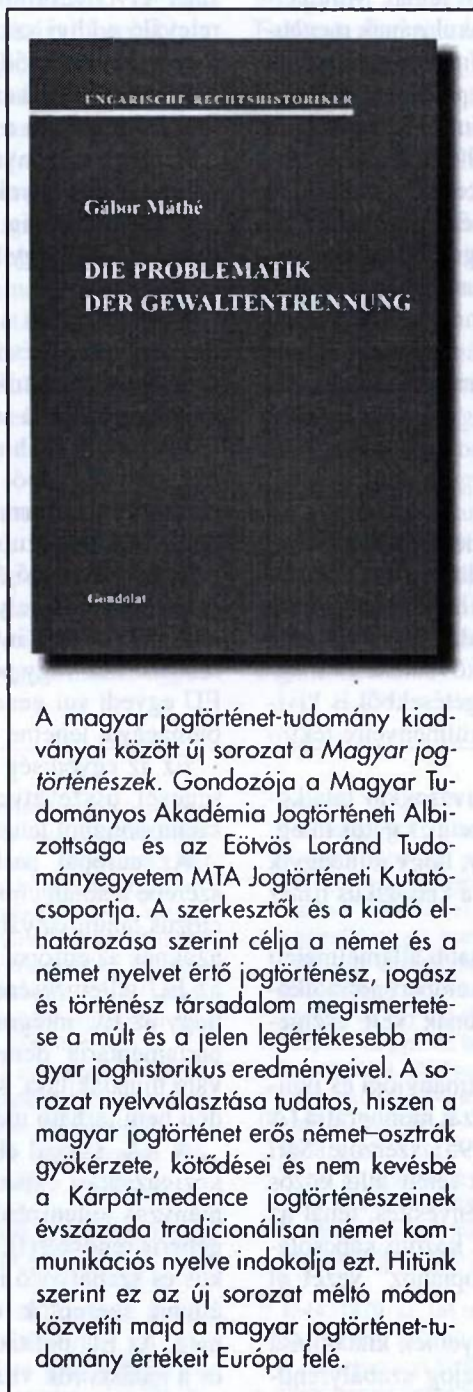 UNGARISCHE RECHTSHISTORIKER
Gábor Máthé
DIE PROBLEMATIK
DER GEWALTENTRENNUNG
Gondolat
A magyar jogtörténet-tudomány kiad-
ványai között új sorozat a Magyar jog-
történészek. Gondozója a Magyar Tu-
dományos Akadémia Jogtörténeti Albi-
zottsága és az Eötvös Loránd Tudo-
mányegyetem MTA Jogtörténeti Kutató-
csoportja. A szerkesztők és a kiadó el-
határozása szerint célja a német és a
német nyelvet értő jogtörténész, jogász
és történész társadalom megismerteté-
se a múlt és a jelen legértékesebb ma-
gyar joghistorikus eredményeivel. A so-
rozat nyelvválasztása tudatos, hiszen a
magyar jogtörténet erős német–osztrák
gyökérzete, kötődései és nem kevésbé
a Kárpát-medence jogtörténészeinek
évszázada tradicionálisan német kom-
munikációs nyelve indokolja ezt. Hitünk
szerint ez az új sorozat méltó módon
közvetíti majd a magyar jogtörténet-tu-
domány értékeit Európa felé.